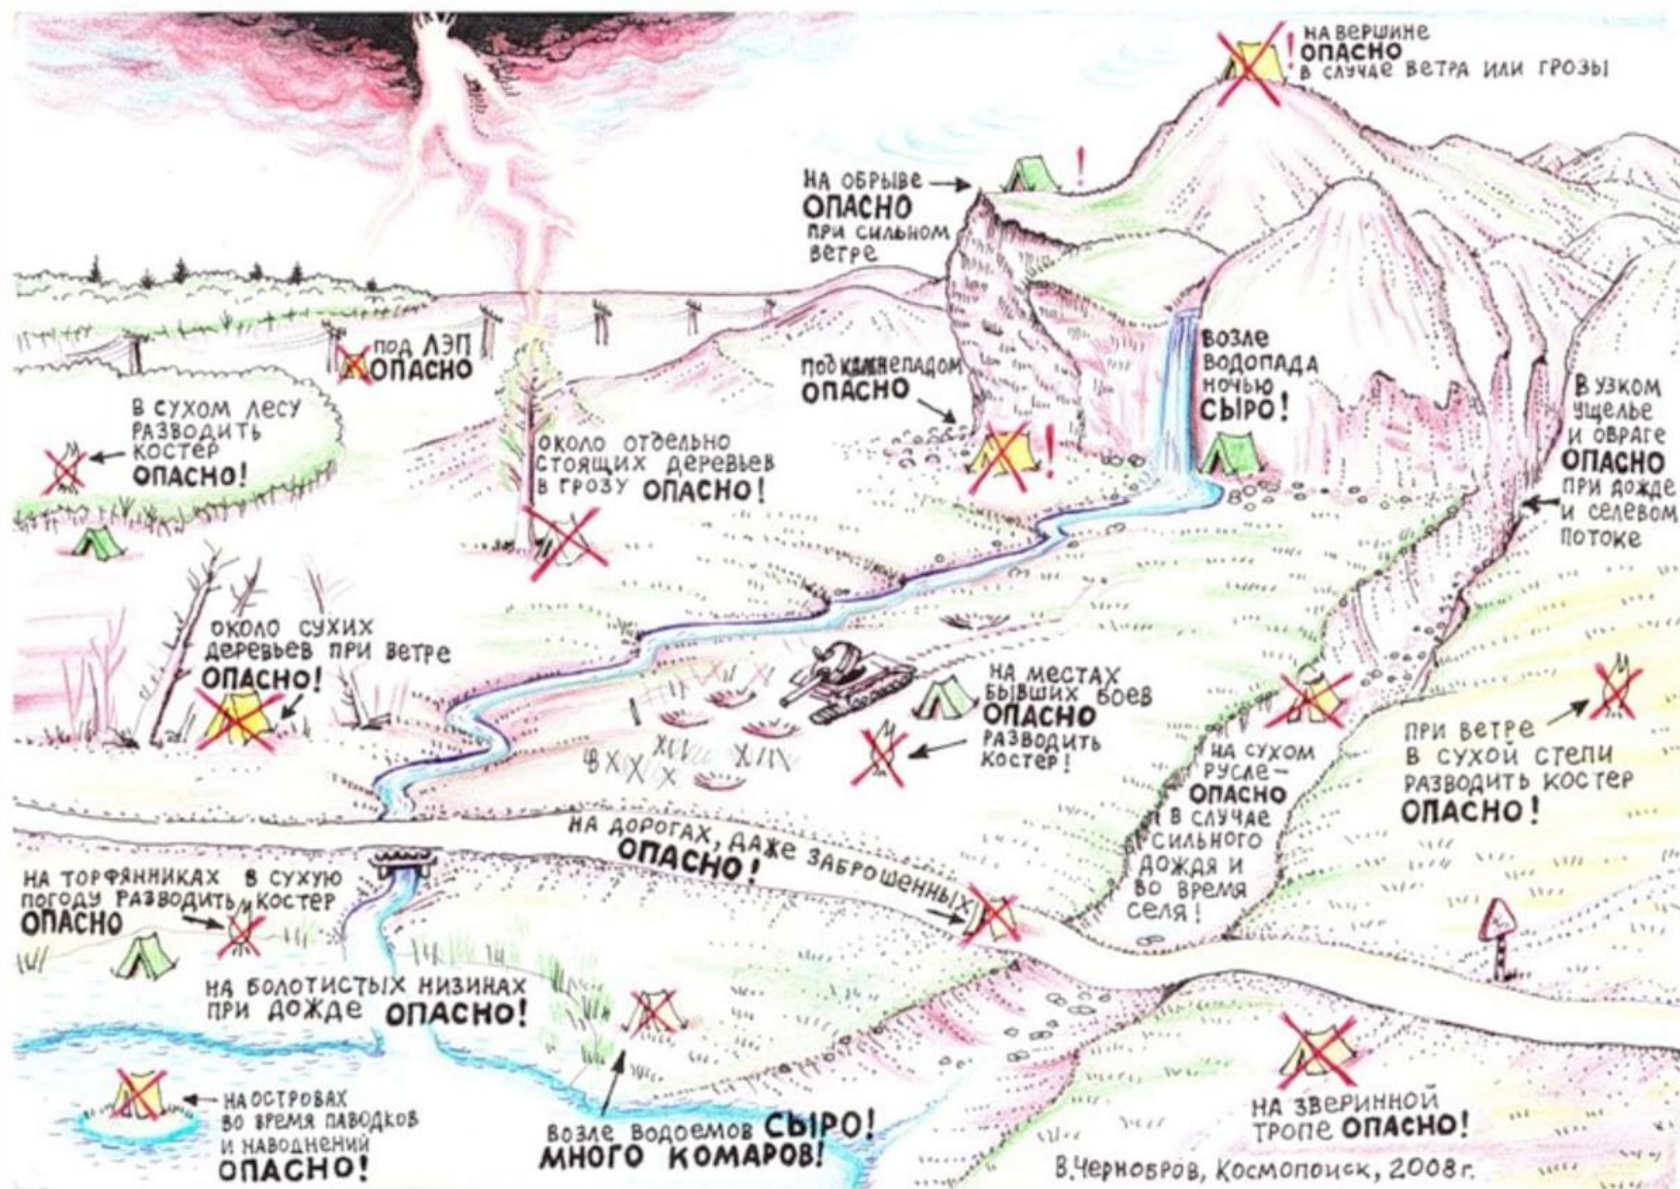 НА ВЕРШИНЕ
ОПАСНО
В СЛУЧАЕ ВЕТРА ИЛИ ГРОЗЫ
НА ОБРЫВЕ
ОПАСНО
ПРИ СИЛЬНОМ
ВЕТРЕ
ПОД ЛЭП
ОПАСНО
ПОД КАМНЕПАДОМ
ОПАСНО
ВОЗЛЕ
ВОДОПАДА
НОЧЬЮ
СЫРО!
В УЗКОМ
УЩЕЛЬЕ
И ОВРАГЕ
ОПАСНО
ПРИ ДОЖДЕ
И СЕЛЕВОМ
ПОТОКЕ
В СУХОМ ЛЕСУ
РАЗВОДИТЬ
КОСТЕР
ОПАСНО!
ОКОЛО ОТДЕЛЬНО
СТОЯЩИХ ДЕРЕВЬЕВ
В ГРОЗУ ОПАСНО!
ОКОЛО СУХИХ
ДЕРЕВЬЕВ ПРИ ВЕТРЕ
ОПАСНО!
НА МЕСТАХ
БЫВШИХ БОЕВ
ОПАСНО
РАЗВОДИТЬ
КОСТЕР!
НА СУХОМ
РУСЛЕ-
ОПАСНО
В СЛУЧАЕ
СИЛЬНОГО
ДОЖДЯ И
ВО ВРЕМЯ
СЕЛЯ!
ПРИ ВЕТРЕ
В СУХОЙ СТЕПИ
РАЗВОДИТЬ КОСТЕР
ОПАСНО!
НА ДОРОГАХ, ДАЖЕ ЗАБРОШЕННЫХ
ОПАСНО!
НА ТОРФЯННИКАХ В СУХУЮ
ПОГОДУ РАЗВОДИТЬ КОСТЕР
ОПАСНО
НА БОЛОТИСТЫХ НИЗИНАХ
ПРИ ДОЖДЕ ОПАСНО!
НА ОСТРОВАХ
ВО ВРЕМЯ ПАВОДКОВ
И НАВОДНЕНИЙ
ОПАСНО!
ВОЗЛЕ ВОДОЕМОВ СЫРО!
МНОГО КОМАРОВ!
НА ЗВЕРИННОЙ
ТРОПЕ ОПАСНО!
В.ЧЕРНОБРОВ, КОСМОПОИСК, 2008г.